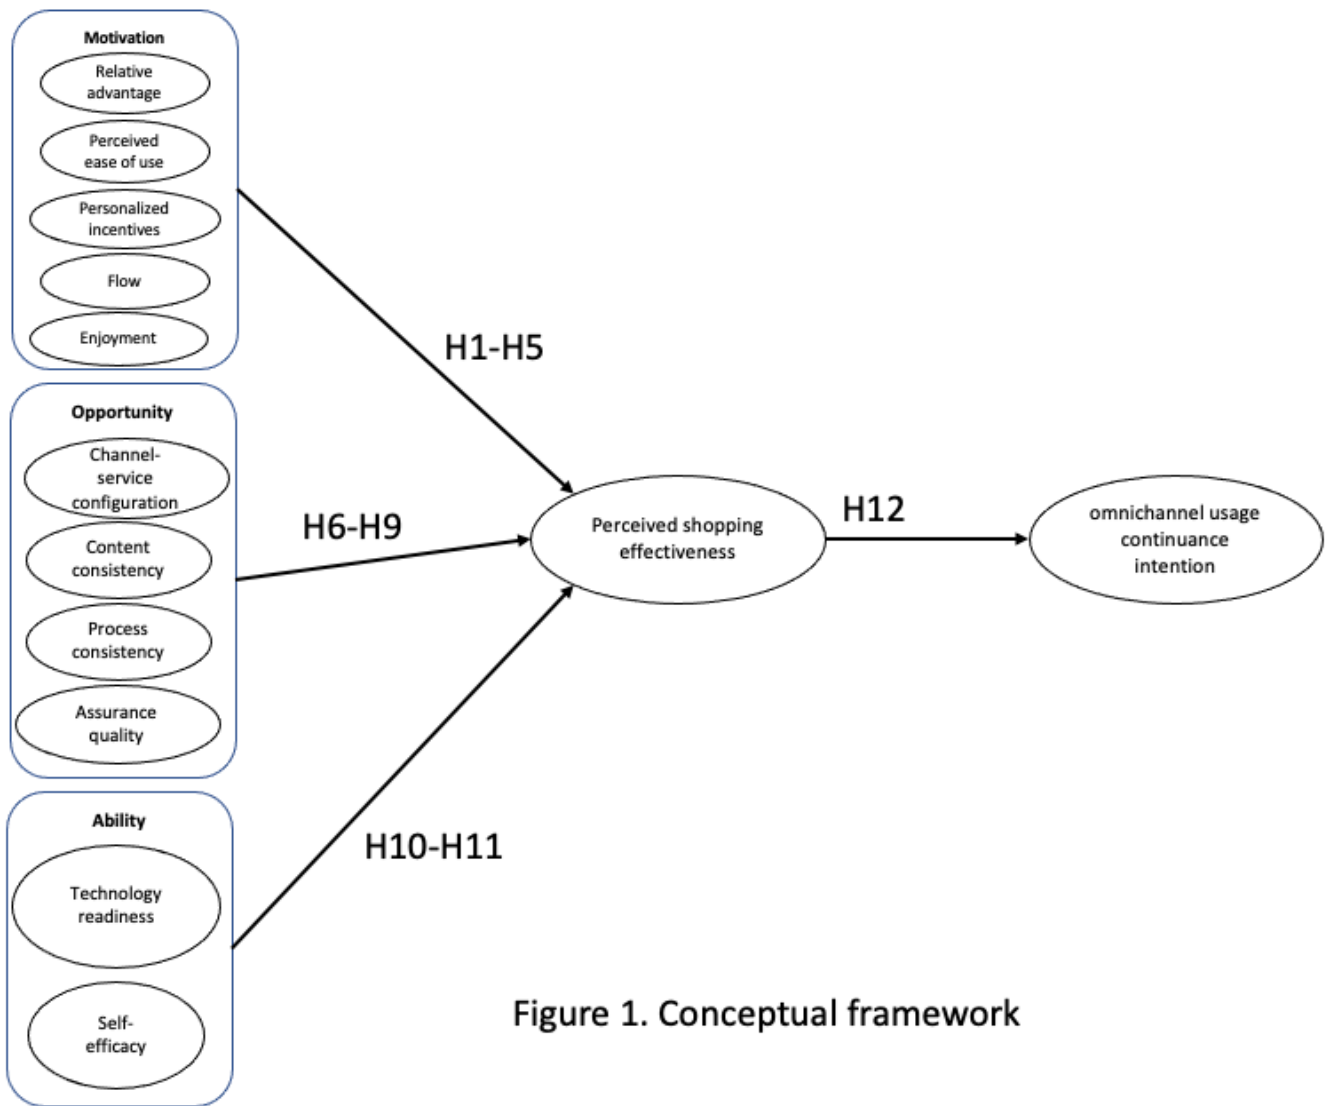 Motivation
Relative
advantage
Perceived
ease of use
Personalized
incentives
Flow
Enjoyment
H1-H5
Opportunity
Channel-
service
configuration
Content
consistency
Process
consistency
Assurance
quality
H6-H9
Perceived shopping
effectiveness
H12
omnichannel usage
continuance
intention
Ability
Technology
readiness
Self-
efficacy
H10-H11
Figure 1. Conceptual framework